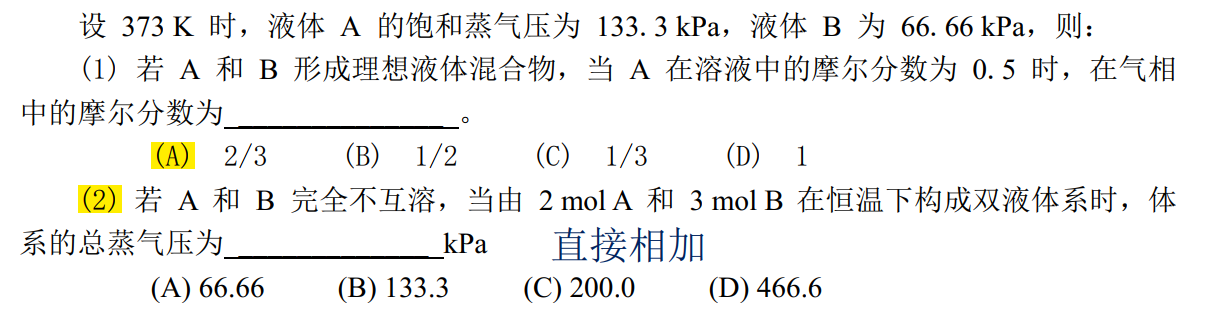 设 373 K 时，液体 A 的饱和蒸气压为 133.3 kPa，液体 B 为 66.66 kPa，则：
(1) 若 A 和 B 形成理想液体混合物，当 A 在溶液中的摩尔分数为 0.5 时，在气相
中的摩尔分数为________________。
(A) 2/3 (B) 1/2 (C) 1/3 (D) 1
(2) 若 A 和 B 完全不互溶，当由 2 mol A 和 3 mol B 在恒温下构成双液体系时，体
系的总蒸气压为________________kPa 直接相加
(A) 66.66 (B) 133.3 (C) 200.0 (D) 466.6